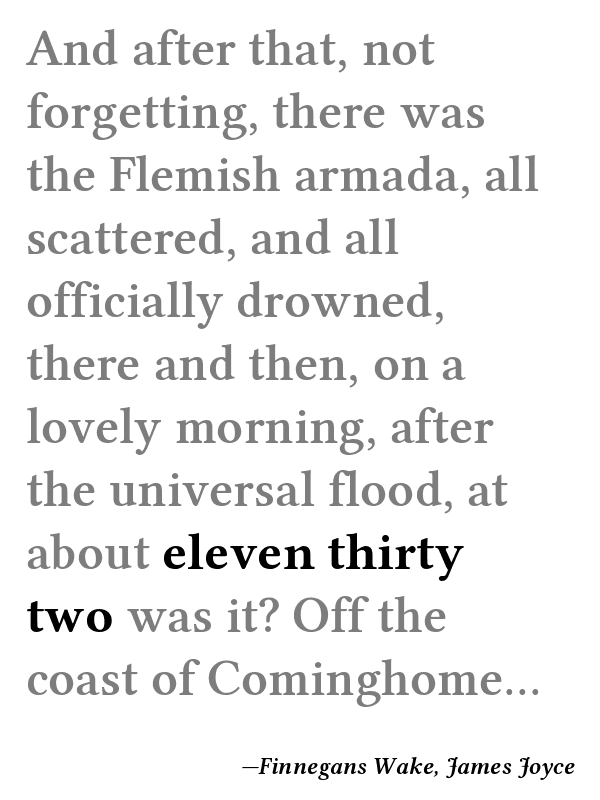 And after that, not
forgetting, there was
the Flemish armada, all
scattered, and all
officially drowned,
there and then, on a
lovely morning, after
the universal flood, at
about eleven thirty
two was it? Off the
coast of Cominghome...
—Finnegans Wake, James Joyce